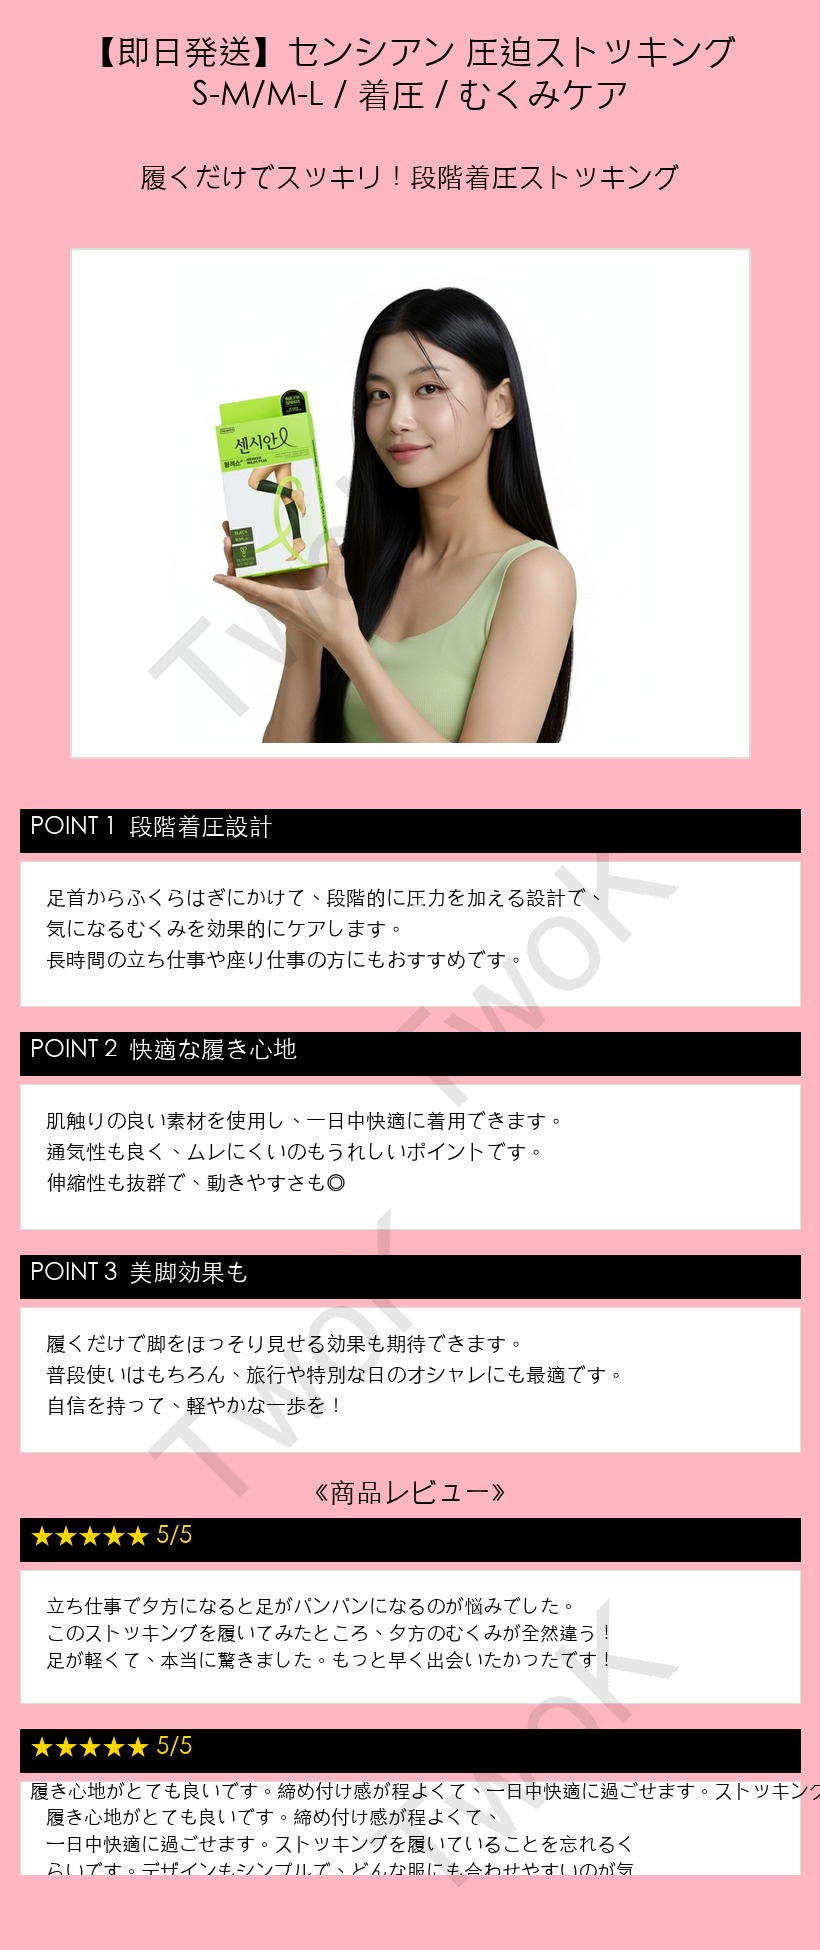 【即日発送】センシアン 圧迫ストッキング
S-M/M-L / 着圧 / むくみケア
履くだけでスッキリ！段階着圧ストッキング
센시안
BLACK
TwoK
POINT 1 段階着圧設計
足首からふくらはぎにかけて、段階的に圧力を加える設計で、
気になるむくみを効果的にケアします。
長時間の立ち仕事や座り仕事の方にもおすすめです。
TwoK
POINT 2 快適な履き心地
肌触りの良い素材を使用し、一日中快適に着用できます。
通気性も良く、ムレにくいのもうれしいポイントです。
伸縮性も抜群で、動きやすさも◎
POINT 3 美脚効果も
履くだけで脚をほっそり見せる効果も期待できます。
普段使いはもちろん、旅行や特別な日のオシャレにも最適です。
自信を持って、軽やかな一歩を！
TwoK
《商品レビュー》
★★★★★ 5/5
立ち仕事で夕方になると足がパンパンになるのが悩みでした。
このストッキングを履いてみたところ、夕方のむくみが全然違う！
足が軽くて、本当に驚きました。もっと早く出会いたかったです！
TwoK
★★★★★ 5/5
履き心地がとても良いです。締め付け感が程よくて、一日中快適に過ごせます。ストッキング
履き心地がとても良いです。締め付け感が程よくて、
一日中快適に過ごせます。ストッキングを履いていることを忘れるく
らいです。デザインもシンプルで、どんな服にも合わせやすいのが気